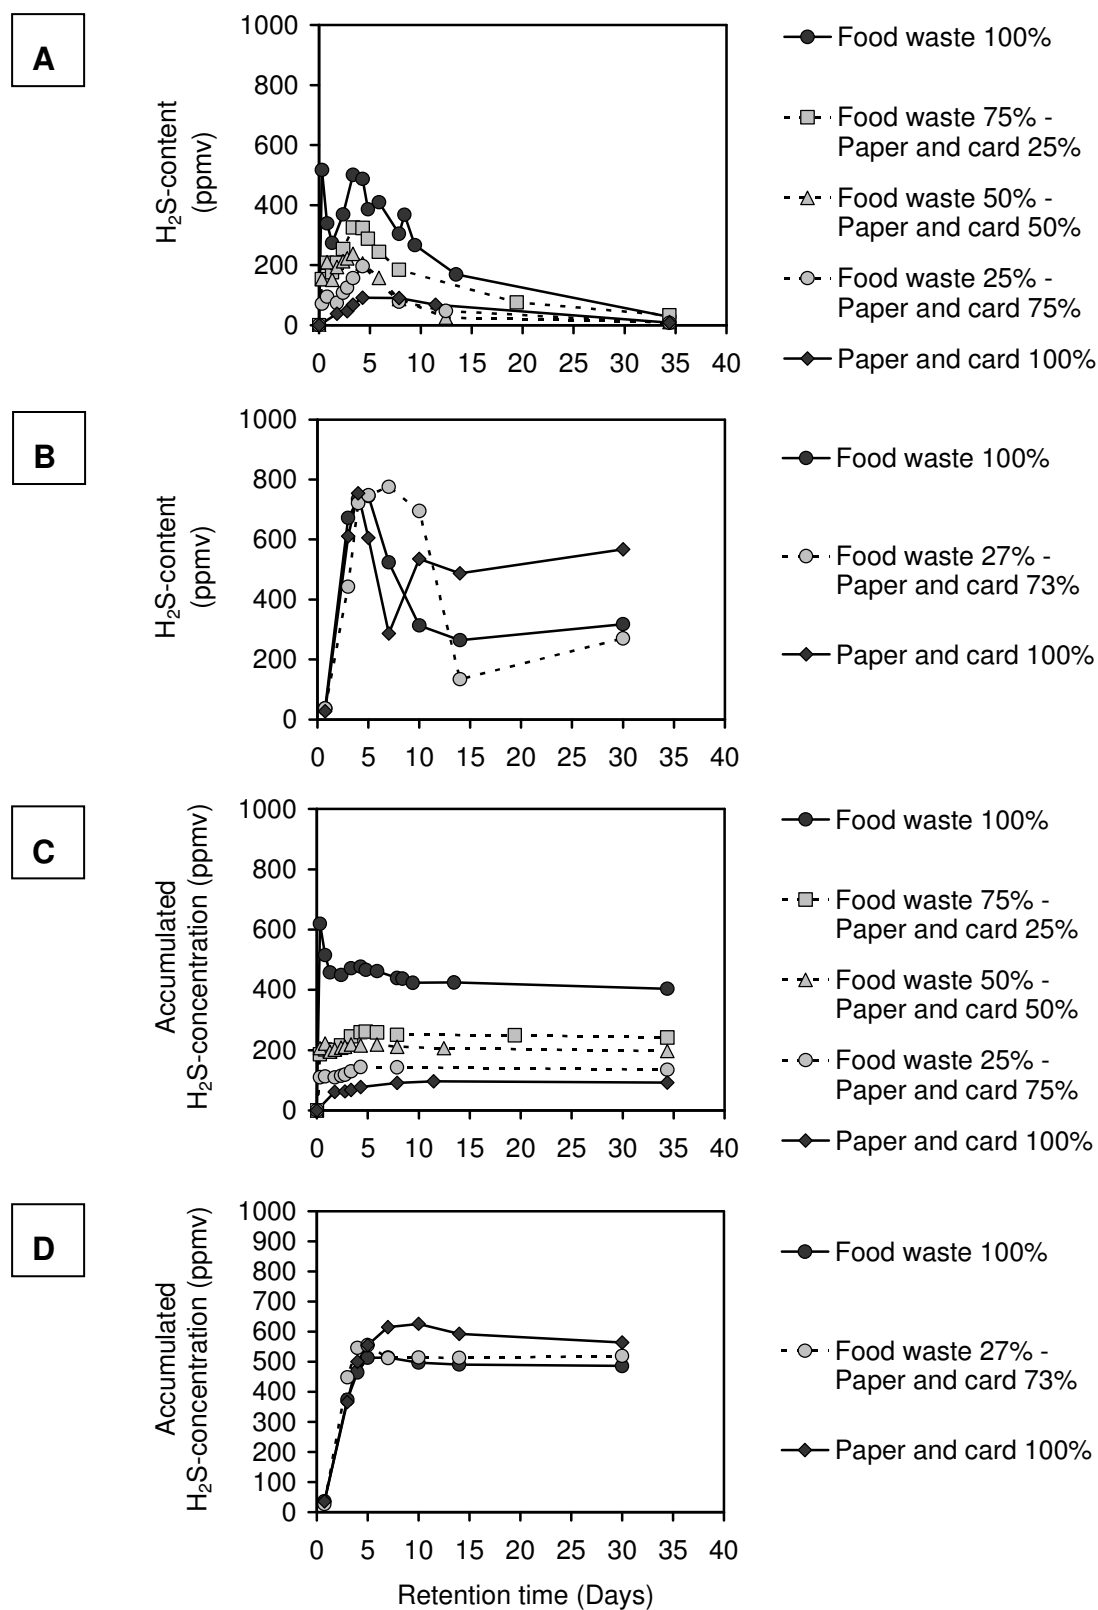 A
H2S-content
(ppmv)
1000
800
600
400
200
0
0 5 10 15 20 25 30 35 40
Food waste 100%
Food waste 75% -
Paper and card 25%
Food waste 50% -
Paper and card 50%
Food waste 25% -
Paper and card 75%
Paper and card 100%
B
H2S-content
(ppmv)
1000
800
600
400
200
0
0 5 10 15 20 25 30 35 40
Food waste 100%
Food waste 27% -
Paper and card 73%
Paper and card 100%
C
Accumulated
H2S-concentration (ppmv)
1000
800
600
400
200
0
0 5 10 15 20 25 30 35 40
Food waste 100%
Food waste 75% -
Paper and card 25%
Food waste 50% -
Paper and card 50%
Food waste 25% -
Paper and card 75%
Paper and card 100%
D
Accumulated
H2S-concentration (ppmv)
1000
900
800
700
600
500
400
300
200
100
0
0 5 10 15 20 25 30 35 40
Retention time (Days)
Food waste 100%
Food waste 27% -
Paper and card 73%
Paper and card 100%